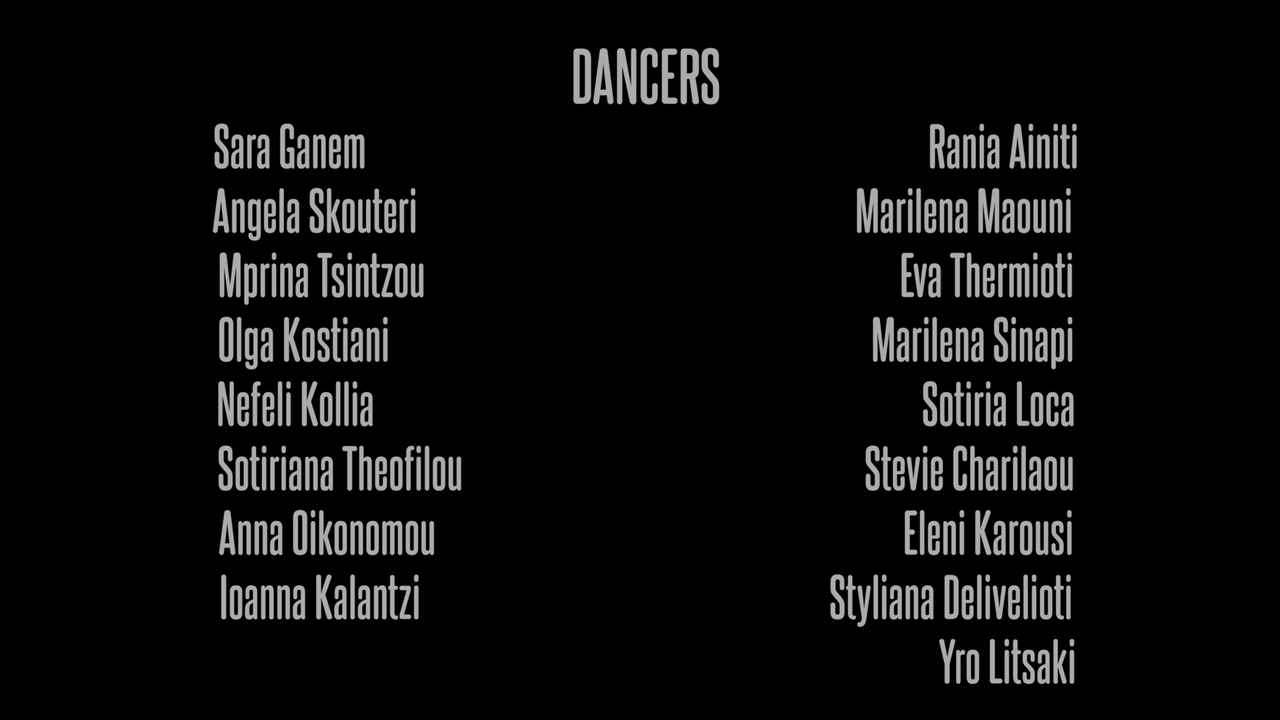 DANCERS
Sara Ganem
Angela Skouteri
Mprina Tsintzou
Olga Kostiani
Nefeli Kollia
Sotiriana Theofilou
Anna Oikonomou
Ioanna Kalantzi
Rania Ainiti
Marilena Maouni
Eva Thermioti
Marilena Sinapi
Sotiria Loca
Stevie Charilaou
Eleni Karousi
Styliana Delivelioti
Yro Litsaki